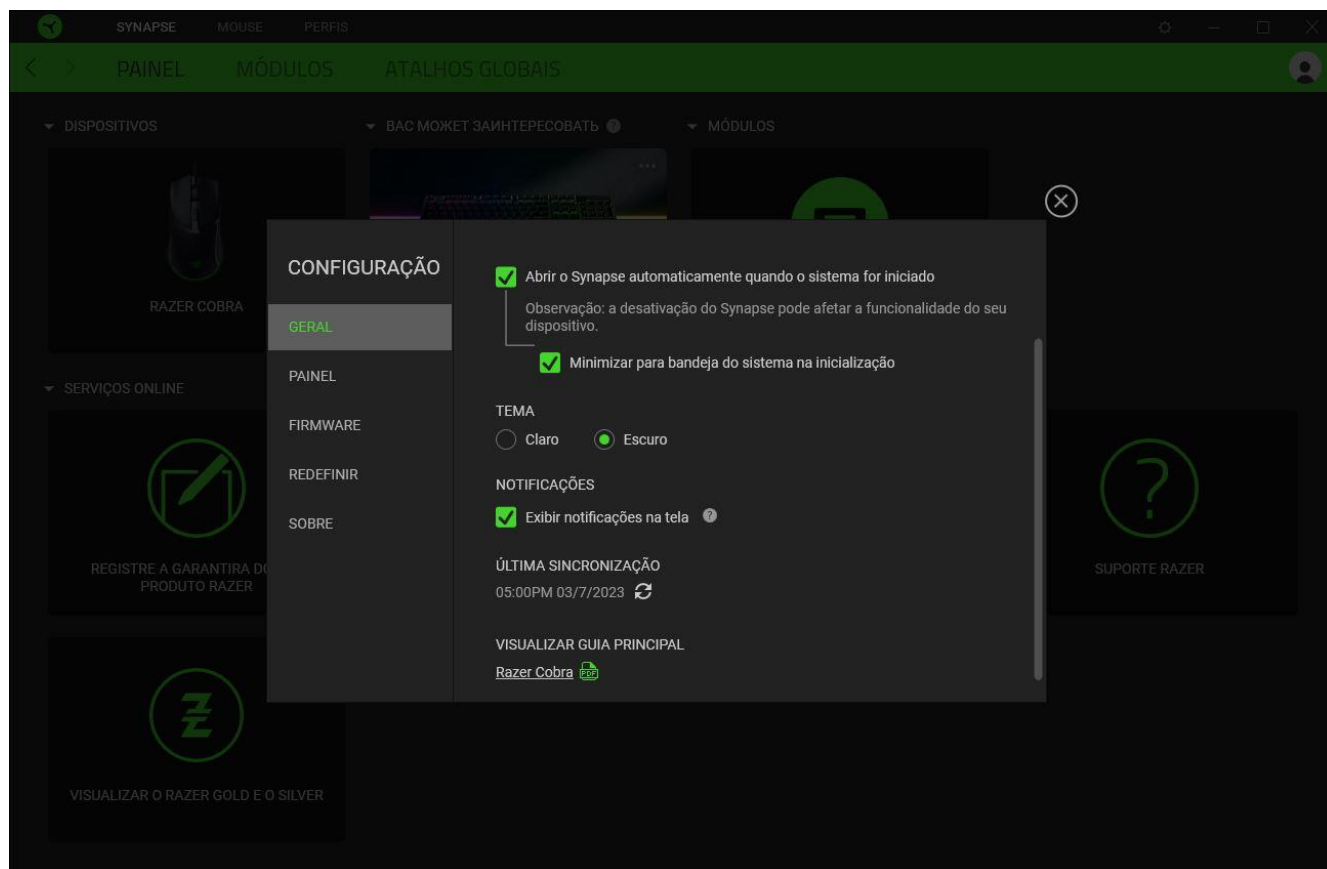 SYNAPSE MOUSE PERFIS
PAINEL MÓDULOS ATALHOS GLOBAIS
DISPOSITIVOS
ВАС МОЖЕТ ЗАИНТЕРЕСОВАТЬ ?
MÓDULOS
RAZER COBRA
SERVIÇOS ONLINE
REGISTRE A GARANTIRA DO
PRODUTO RAZER
SUPORTE RAZER
VISUALIZAR O RAZER GOLD E O SILVER
CONFIGURAÇÃO
GERAL
PAINEL
FIRMWARE
REDEFINIR
SOBRE
Abrir o Synapse automaticamente quando o sistema for iniciado
Observação: a desativação do Synapse pode afetar a funcionalidade do seu
dispositivo.
Minimizar para bandeja do sistema na inicialização
TEMA
Claro Escuro
NOTIFICAÇÕES
Exibir notificações na tela ?
ÚLTIMA SINCRONIZAÇÃO
05:00PM 03/7/2023
VISUALIZAR GUIA PRINCIPAL
Razer Cobra PDF